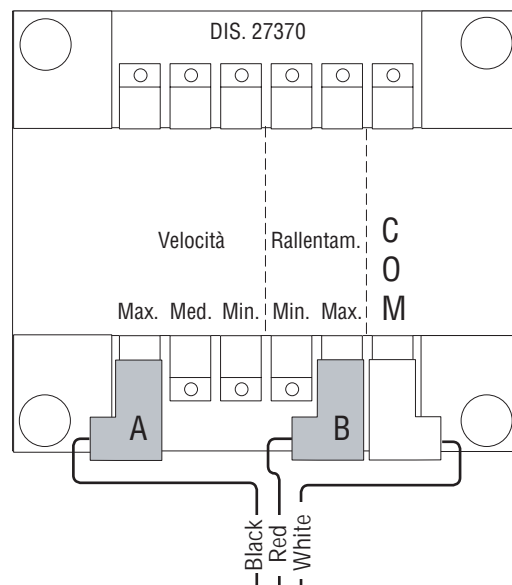 DIS. 27370
Velocità Rallentam.
C
O
M
Max. Med. Min. Min. Max.
A B
Black
Red
White